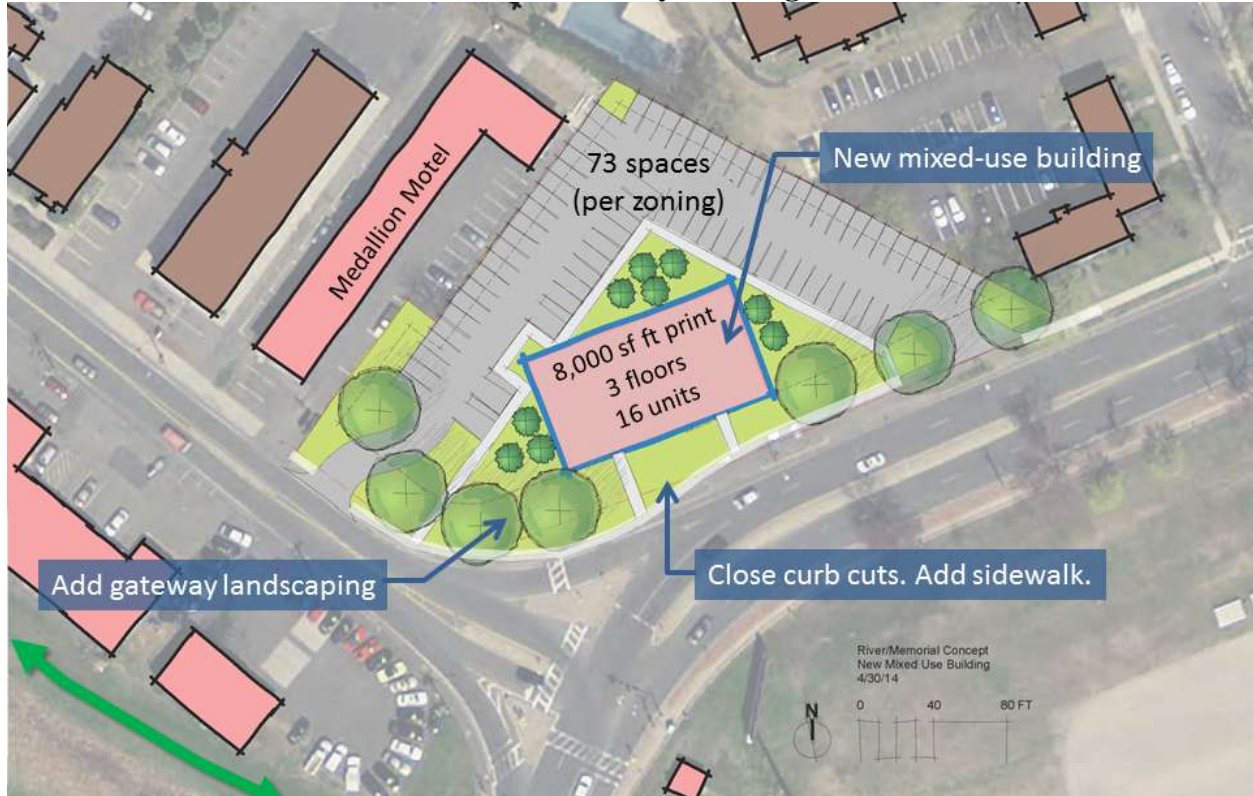 73 spaces
(per zoning)
New mixed-use building
Medallion Motel
8,000 sf ft print
3 floors
16 units
Add gateway landscaping
Close curb cuts. Add sidewalk.
River/Memorial Concept
New Mixed Use Building
4/30/14
N
0 40 80 FT